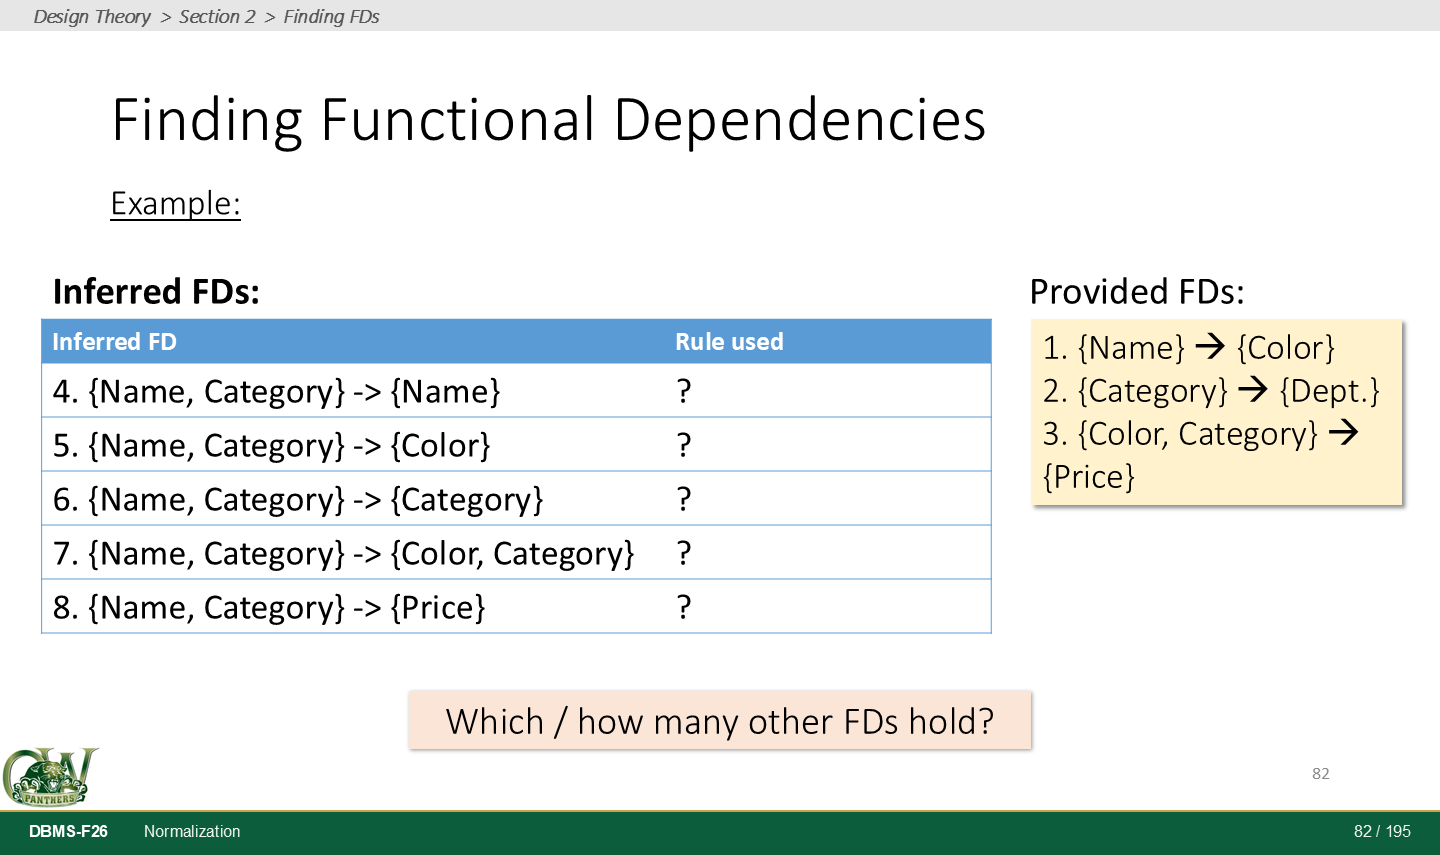 Design Theory > Section 2 > Finding FDs
Finding Functional Dependencies
Example:
Inferred FDs:
Inferred FD Rule used
4. {Name, Category} -> {Name} ?
5. {Name, Category} -> {Color} ?
6. {Name, Category} -> {Category} ?
7. {Name, Category} -> {Color, Category} ?
8. {Name, Category} -> {Price} ?
Provided FDs:
1. {Name} → {Color}
2. {Category} → {Dept.}
3. {Color, Category} →
{Price}
Which / how many other FDs hold?
82
OW
PANTHERS
DBMS-F26 Normalization 82 / 195